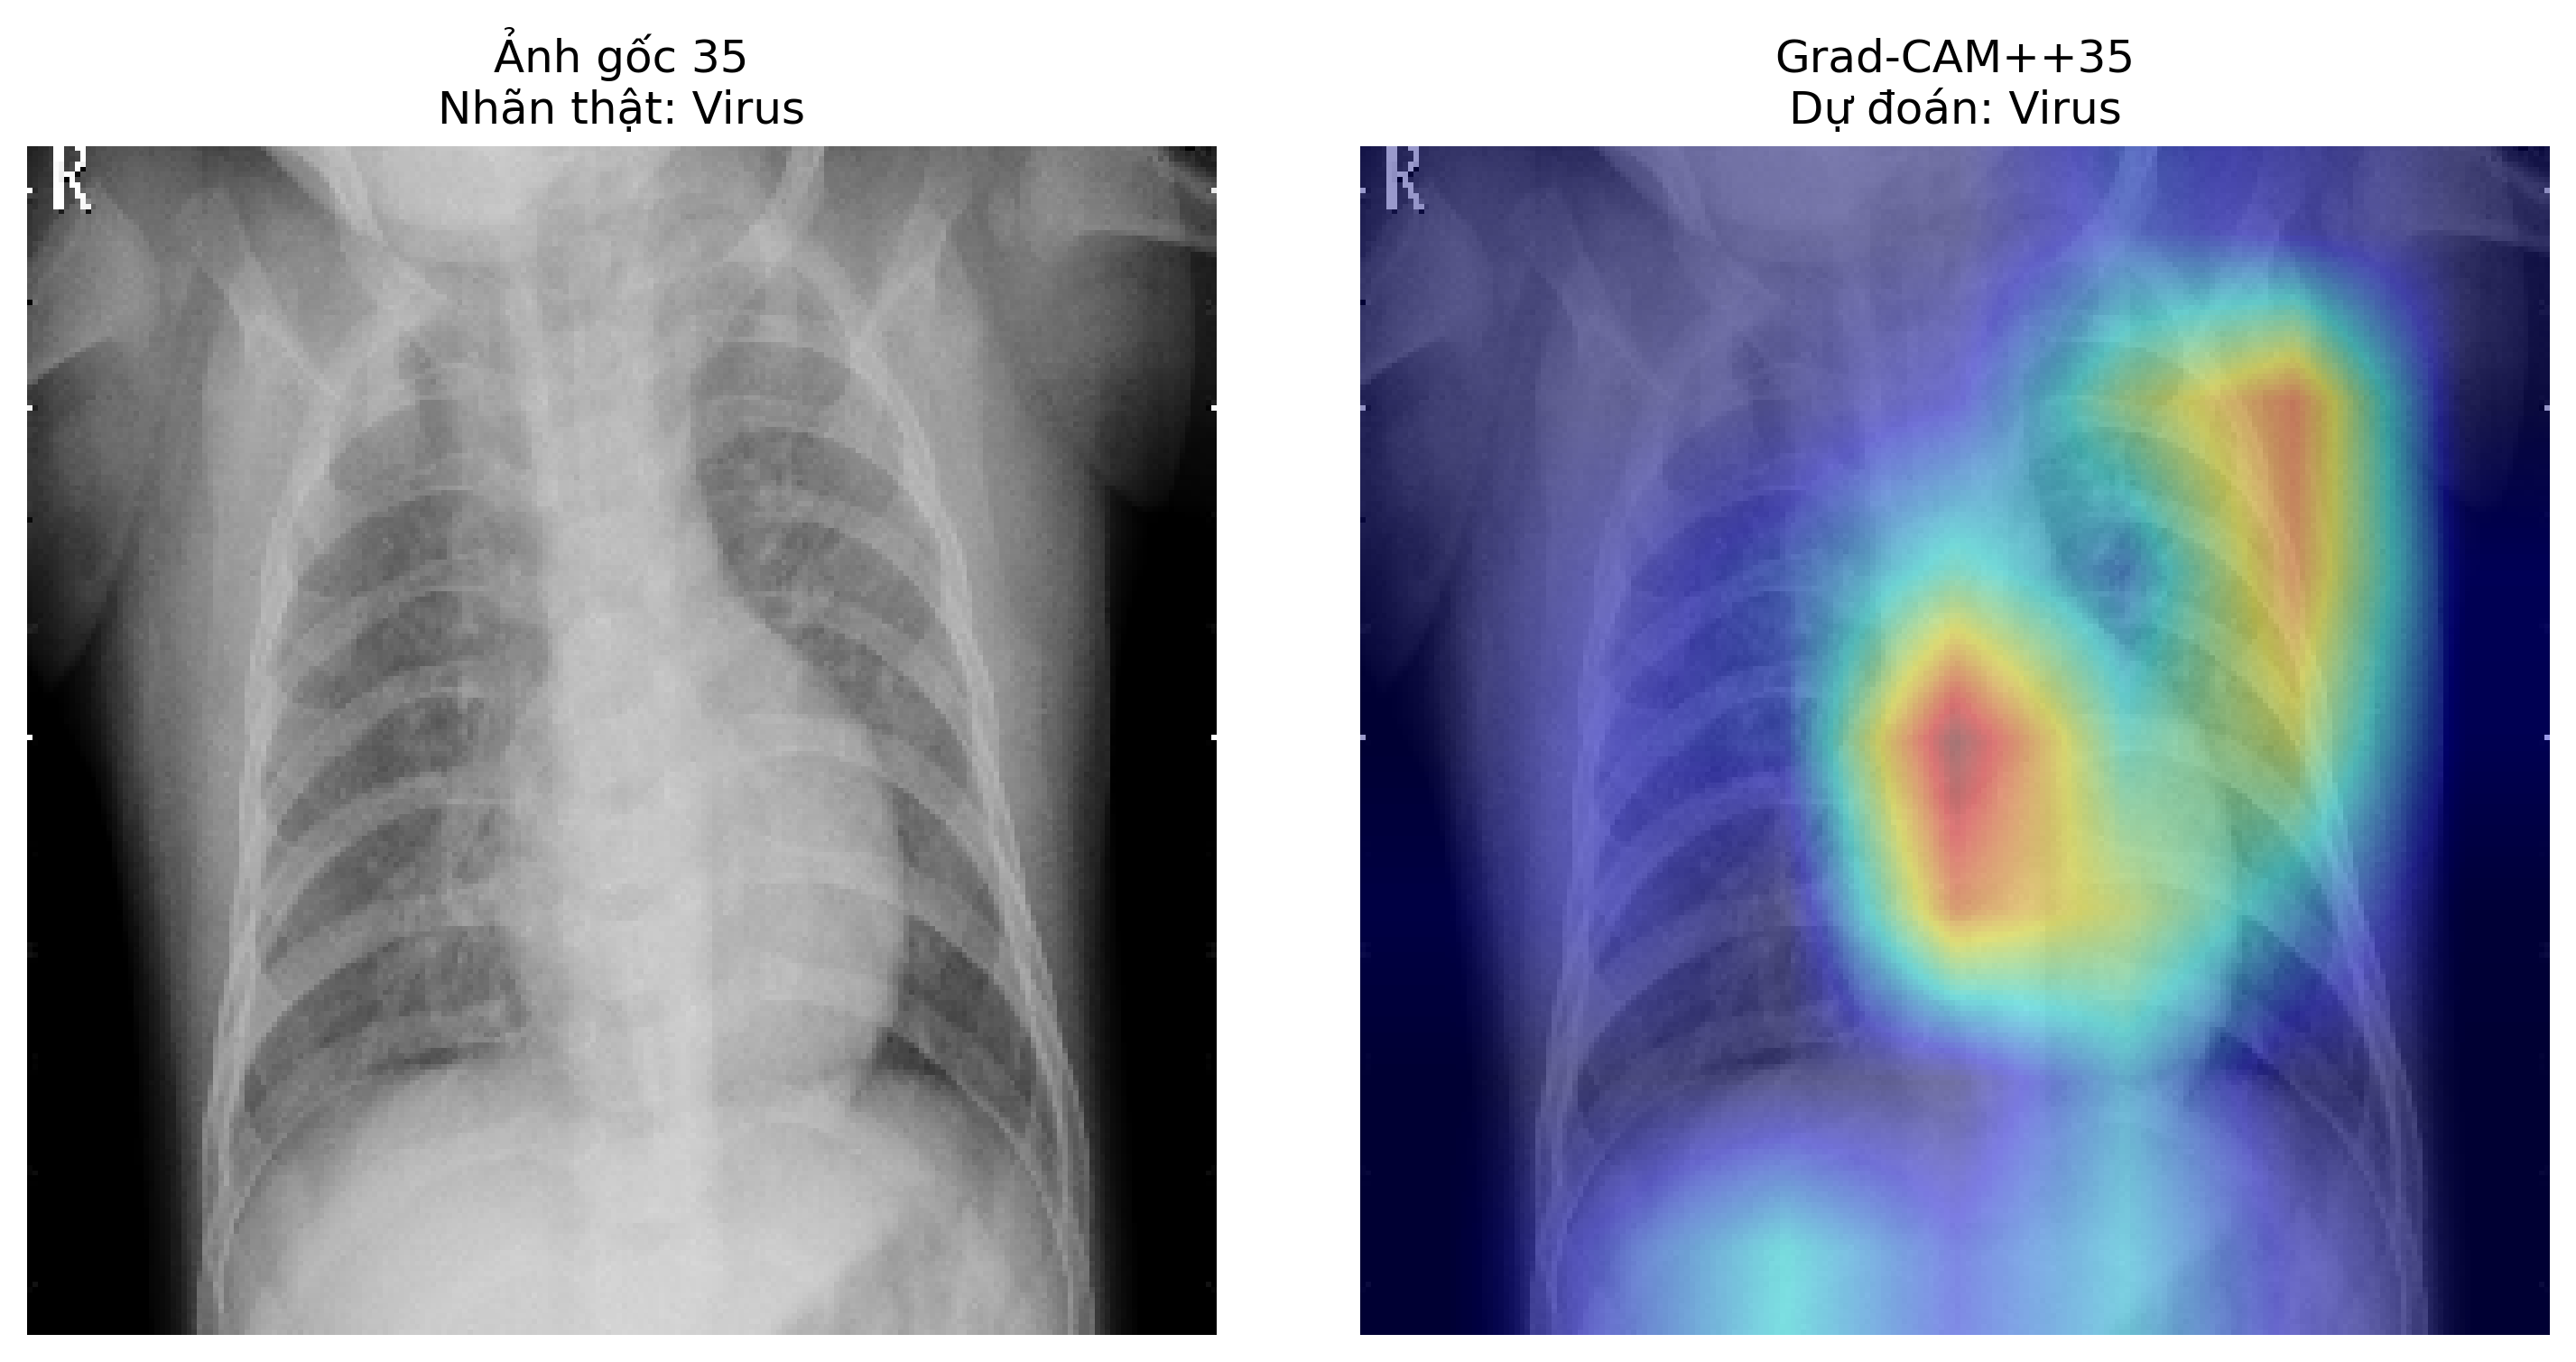 Ảnh gốc 35
Nhãn thật: Virus
Grad-CAM++35
Dự đoán: Virus
R
R